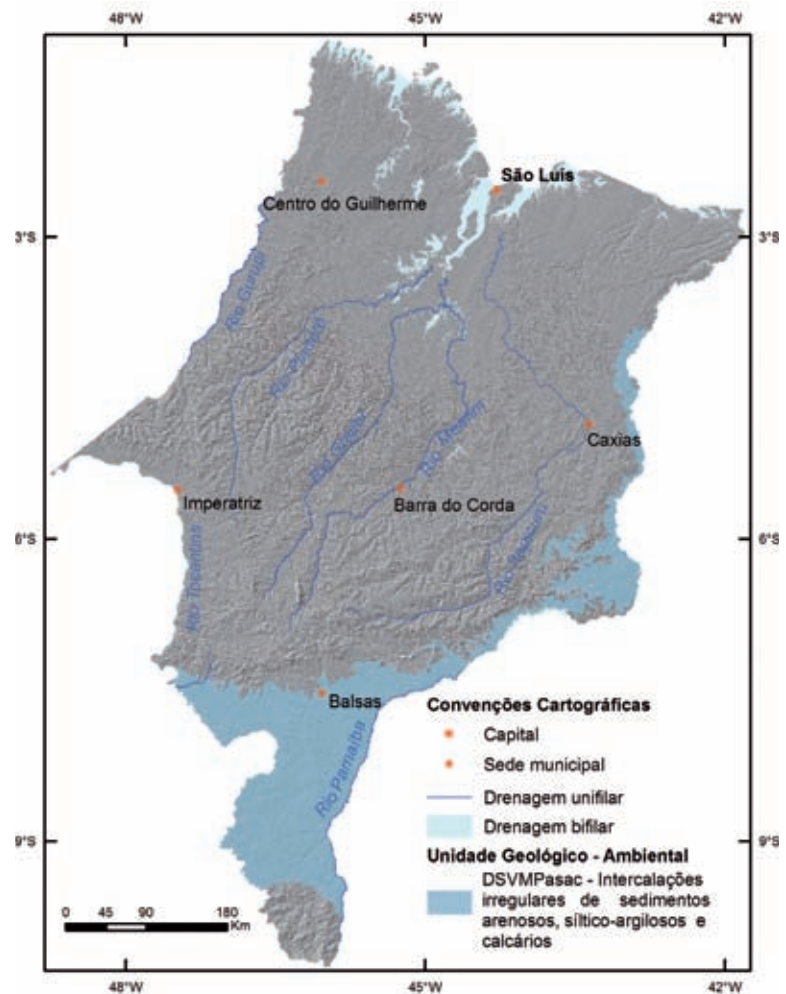 48°W 45°W 42°W
São Luís
Centro do Guilherme
3°S 3°S
Rio Gurupi
Rio Pindaré
Rio Grajaú
Rio Mearim
Caxias
Imperatriz
Barra do Corda
6°S 6°S
Rio Tocantins
Rio Itapecuru
Balsas
Rio Parnaíba
Convenções Cartográficas
Capital
Sede municipal
Drenagem unifilar
Drenagem bifilar
9°S 9°S
Unidade Geológico - Ambiental
DSVMPasac - Intercalações
irregulares de sedimentos
arenosos, síltico-argilosos e
calcários
0 45 90 180
Km
48°W 45°W 42°W